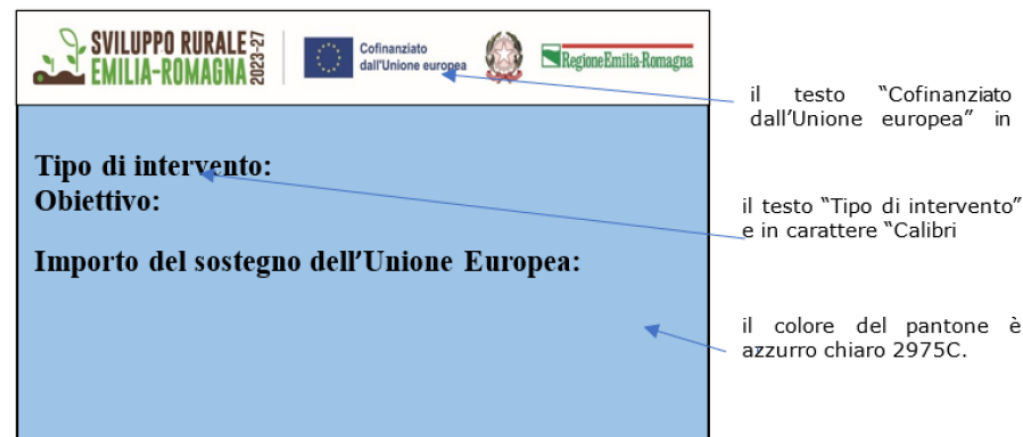 SVILUPPO RURALE
EMILIA-ROMAGNA
2023-27
Cofinanziato
dall'Unione europea
RegioneEmilia-Romagna
il testo “Cofinanziato
dall’Unione europea” in
Tipo di intervento:
Obiettivo:
il testo “Tipo di intervento”
e in carattere “Calibri
Importo del sostegno dell’Unione Europea:
il colore del pantone è
azzurro chiaro 2975C.